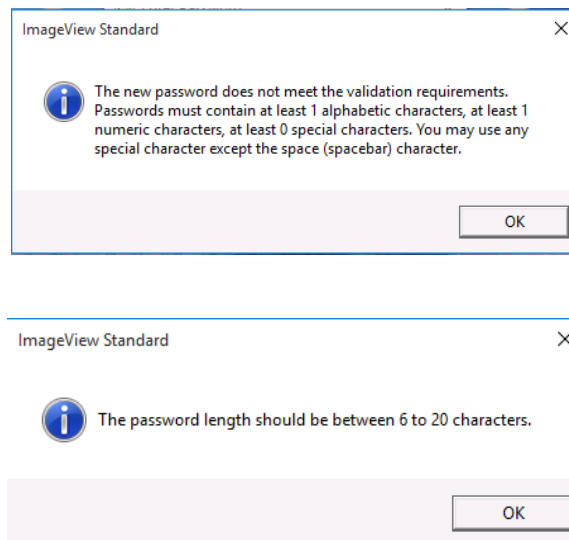 ImageView Standard
The new password does not meet the validation requirements.
Passwords must contain at least 1 alphabetic characters, at least 1
numeric characters, at least 0 special characters. You may use any
special character except the space (spacebar) character.
OK
ImageView Standard
The password length should be between 6 to 20 characters.
OK